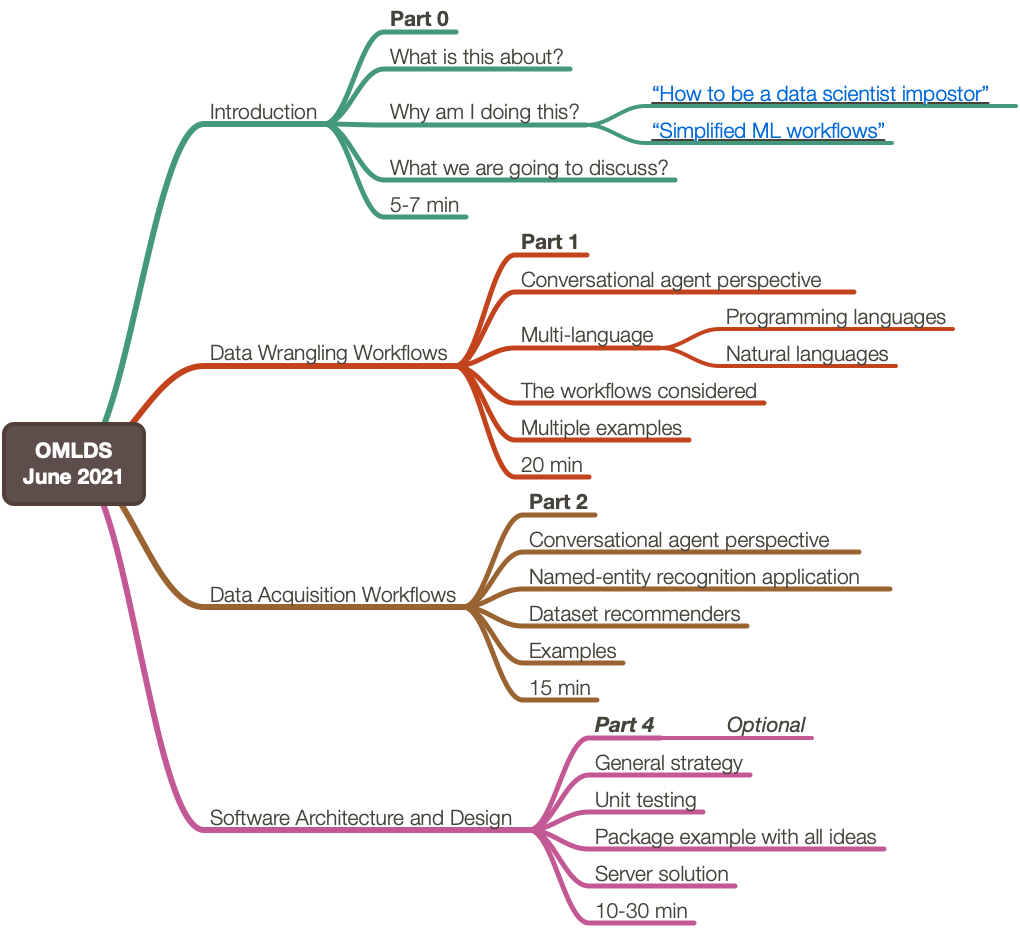 OMLDS
June 2021
Introduction
Part 0
What is this about?
Why am I doing this?
“How to be a data scientist impostor”
“Simplified ML workflows”
What we are going to discuss?
5-7 min
Data Wrangling Workflows
Part 1
Conversational agent perspective
Multi-language
Programming languages
Natural languages
The workflows considered
Multiple examples
20 min
Data Acquisition Workflows
Part 2
Conversational agent perspective
Named-entity recognition application
Dataset recommenders
Examples
15 min
Software Architecture and Design
Part 4
Optional
General strategy
Unit testing
Package example with all ideas
Server solution
10-30 min